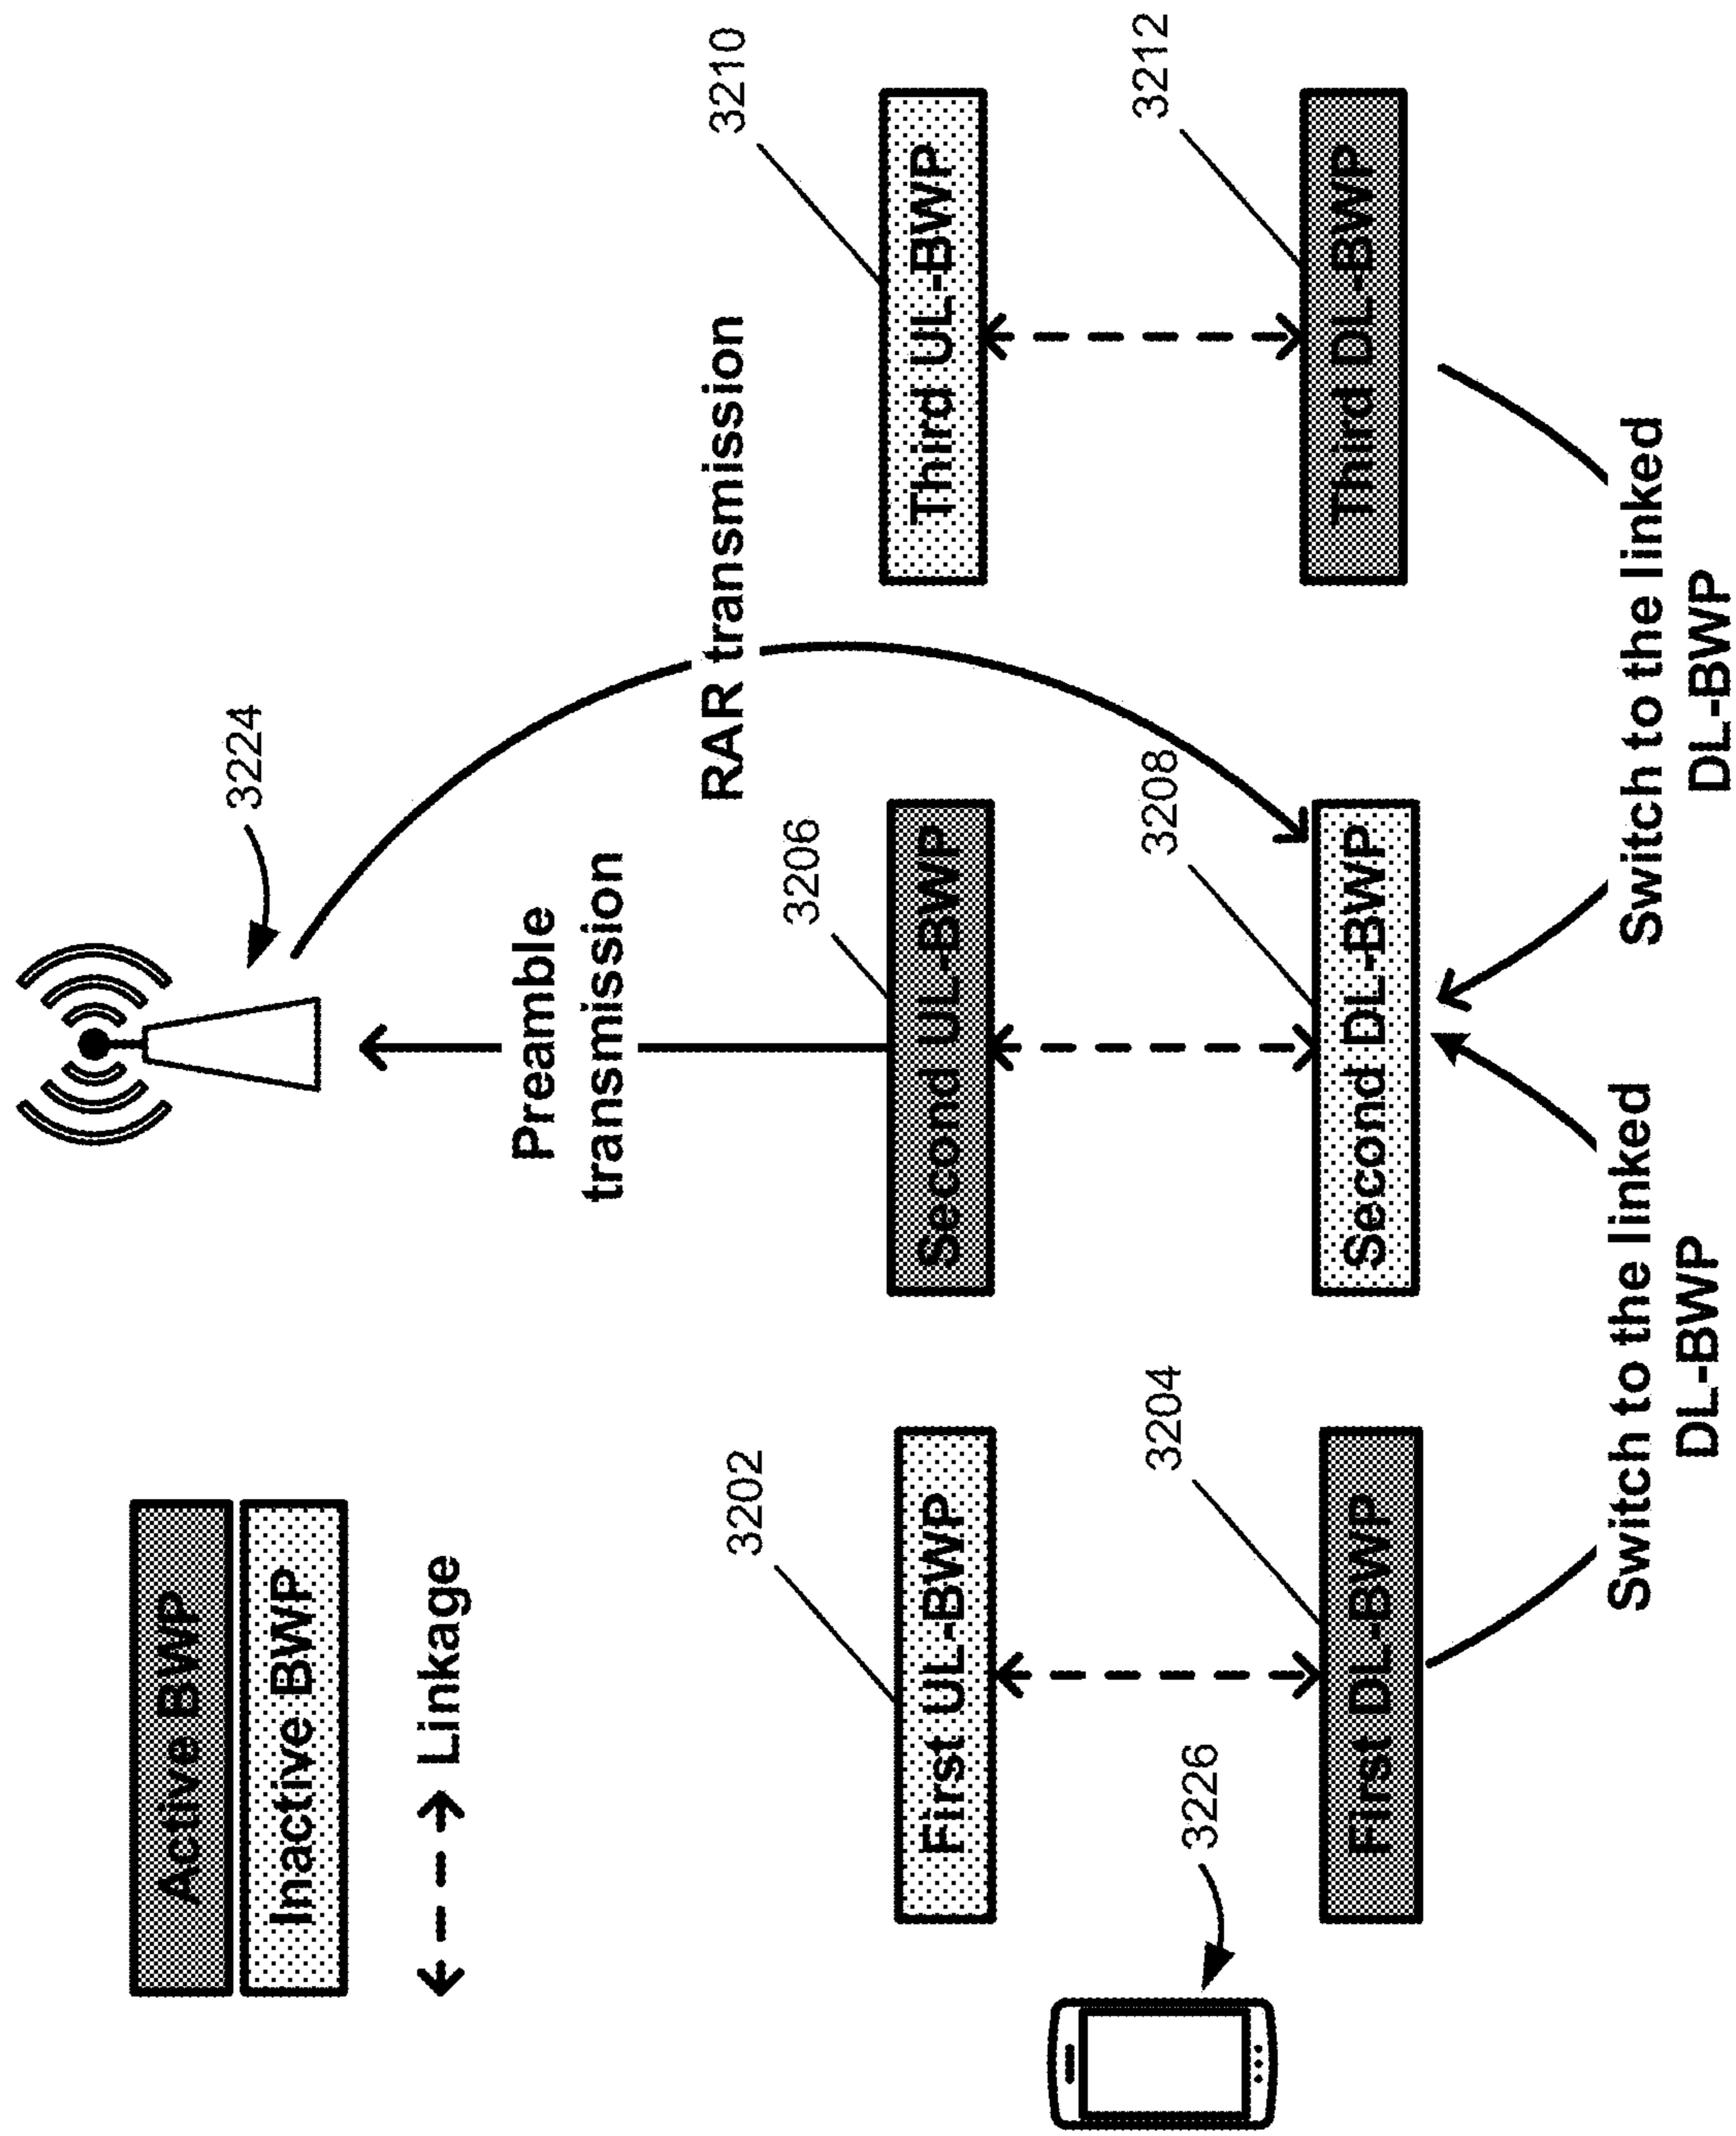 Active BWP
Inactive BWP
Linkage
3224
Preamble
transmission
RAR transmission
3202
3206
3210
First UL-BWP
Second UL-BWP
Third UL-BWP
3226
3204
3208
3212
First DL-BWP
Second DL-BWP
Third DL-BWP
Switch to the linked
DL-BWP
Switch to the linked
DL-BWP